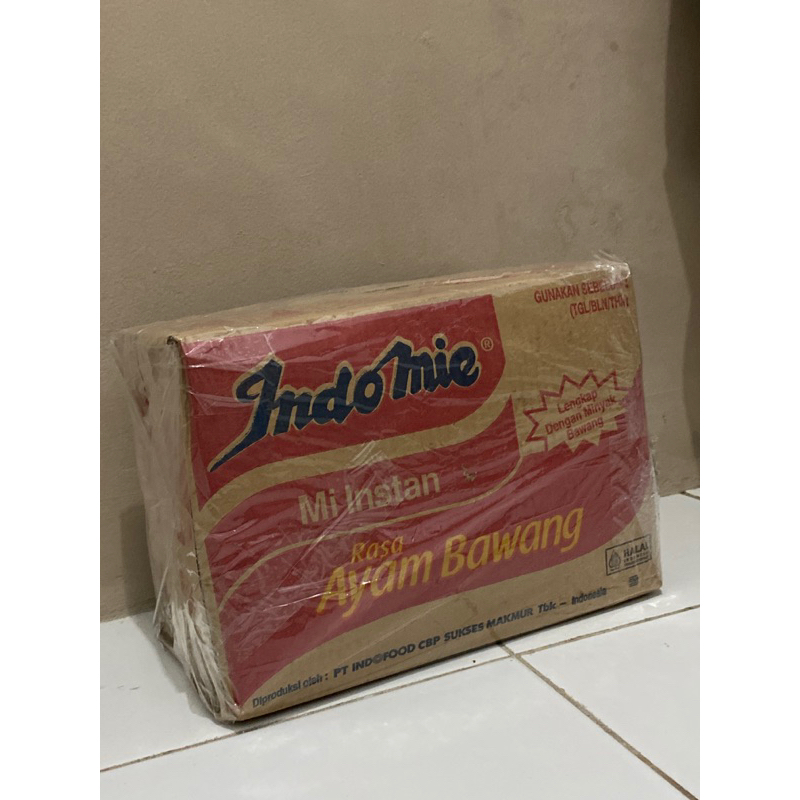 GUNAKAN SEBELUM :
(TGL/BLN/THN)
Indomie®
Lengkap
Dengan Minyak
Bawang
Mi Instan
Rasa
Ayam Bawang
HALAL
Diproduksi oleh : PT INDOFOOD CBP SUKSES MAKMUR Tbk. – Indonesia